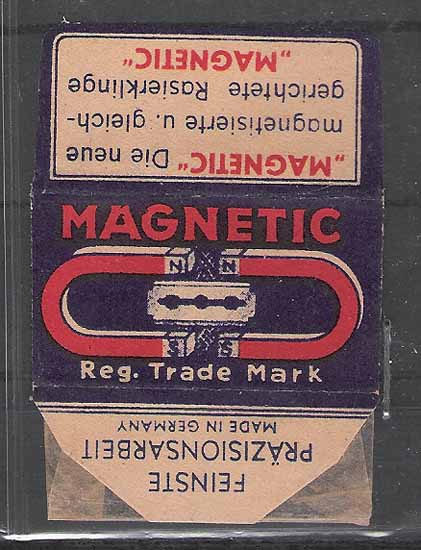 „MAGNETIC“ Die neue
magnetisierte u. gleich-
gerichtete Rasierklinge
„MAGNETIC“
MAGNETIC
N N
S S
Reg. Trade Mark
FEINSTE
PRÄZISIONSARBEIT
MADE IN GERMANY